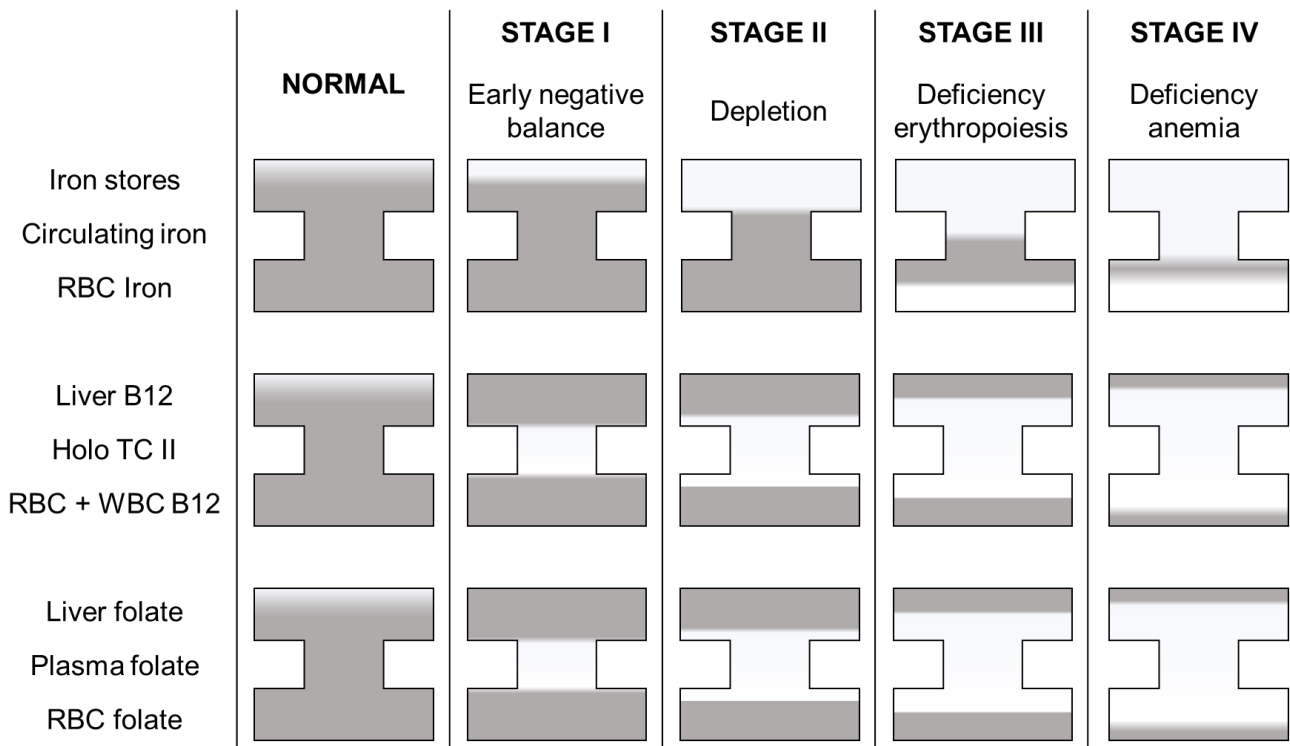 NORMAL
STAGE I
Early negative
balance
STAGE II
Depletion
STAGE III
Deficiency
erythropoiesis
STAGE IV
Deficiency
anemia
Iron stores
Circulating iron
RBC Iron
Liver B12
Holo TC II
RBC + WBC B12
Liver folate
Plasma folate
RBC folate